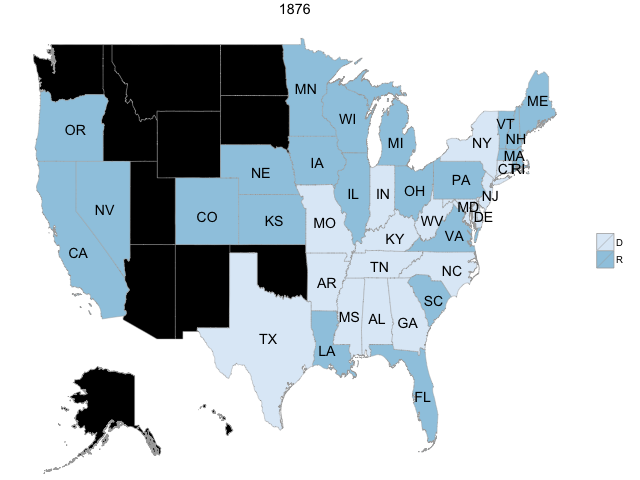 1876
MN
ME
OR
WI
VT
NY
NH
MI
MA
IA
CT
RI
NE
PA
OH
IL
IN
NJ
NV
CO
KS
MD
DE
MO
WV
VA
KY
D
CA
R
TN
NC
AR
SC
MS
AL
GA
TX
LA
FL